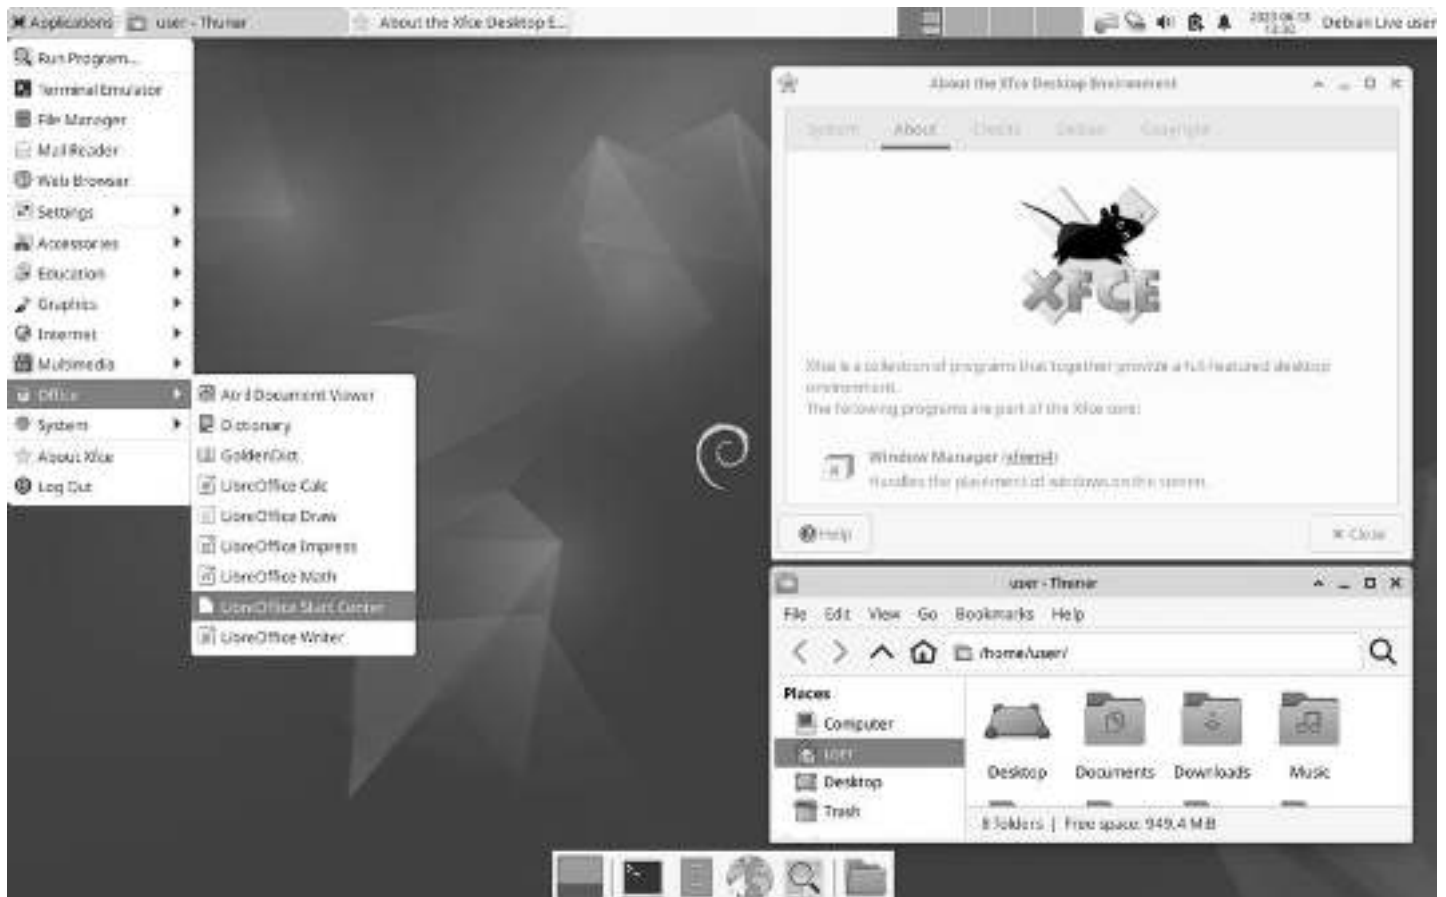 Applications
user - Thunar
About the Xfce Desktop E...
Debian Live user
Run Program...
Terminal Emulator
File Manager
Mail Reader
Web Browser
Settings
Accessories
Education
Graphics
Internet
Multimedia
Office
System
About Xfce
Log Out
Atril Document Viewer
Dictionary
GoldenDict
LibreOffice Calc
LibreOffice Draw
LibreOffice Impress
LibreOffice Math
LibreOffice Start Center
LibreOffice Writer
About the Xfce Desktop Environment
System About Credits Debian Copyright
XFCE
Xfce is a collection of programs that together provide a full-featured desktop
environment.
The following programs are part of the Xfce core:
Window Manager (xfwm4)
Handles the placement of windows on the screen.
Help
Close
user - Thunar
File Edit View Go Bookmarks Help
/home/user/
Places
Computer
user
Desktop
Trash
Desktop Documents Downloads Music
8 folders | Free space: 949.4 MiB